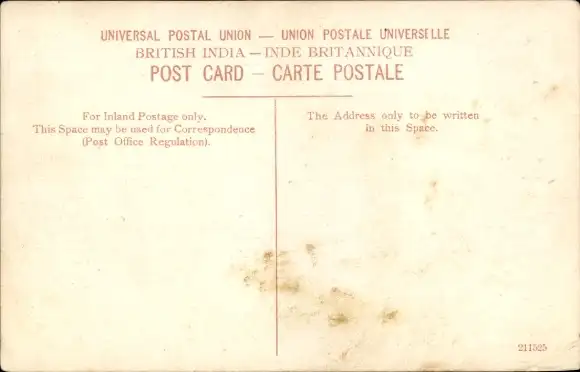 UNIVERSAL POSTAL UNION — UNION POSTALE UNIVERSELLE
BRITISH INDIA — INDE BRITANNIQUE
POST CARD — CARTE POSTALE
For Inland Postage only.
This Space may be used for Correspondence
(Post Office Regulation).
The Address only to be written
in this Space.
211525